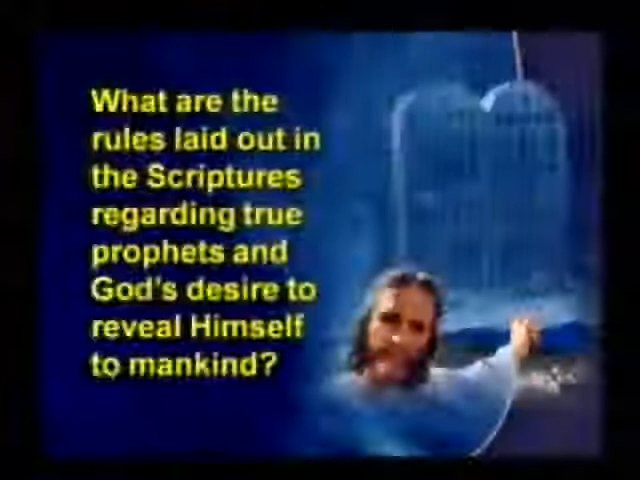 What are the
rules laid out in
the Scriptures
regarding true
prophets and
God's desire to
reveal Himself
to mankind?